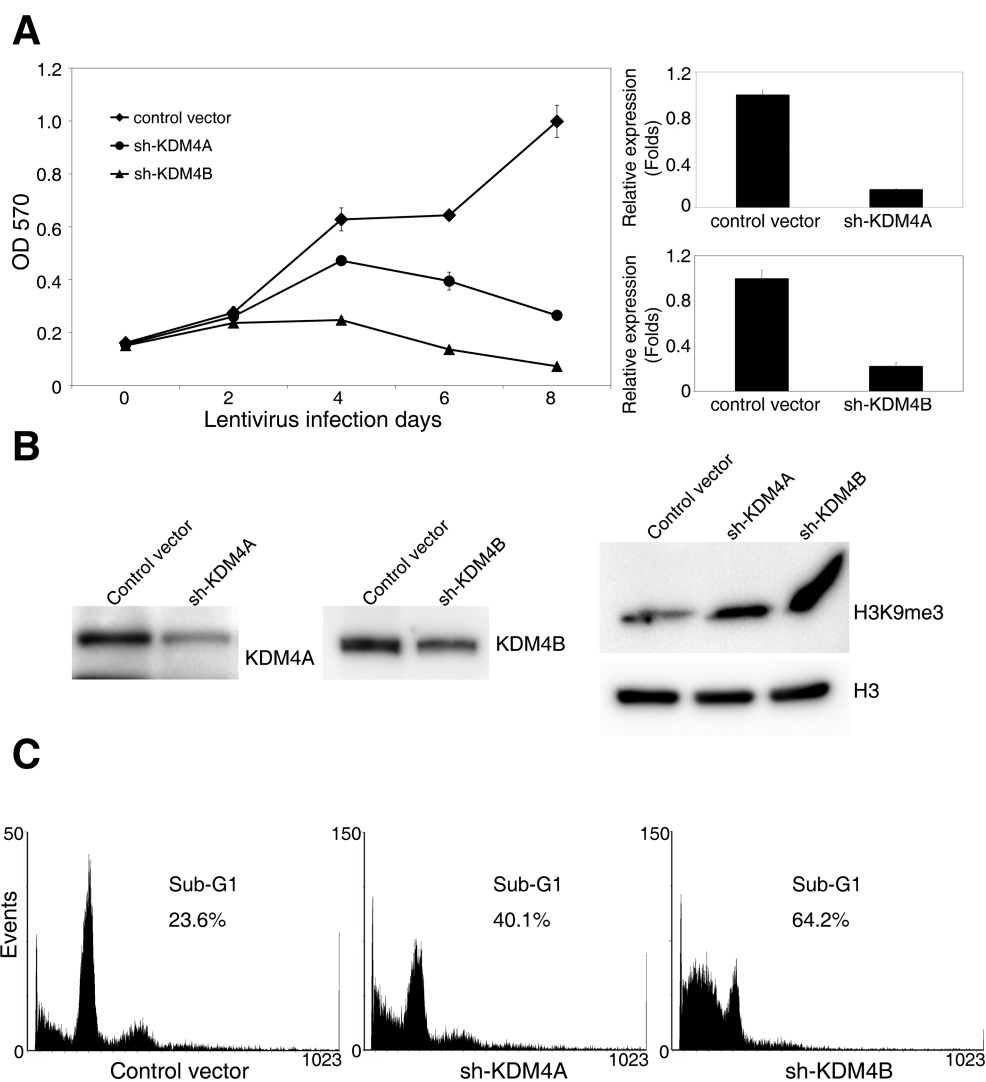 A
1.2
1.0
0.8
0.6
0.4
0.2
0
OD 570
control vector
sh-KDM4A
sh-KDM4B
0 2 4 6 8
Lentivirus infection days
Relative expression
(Folds)
1.2
0.8
0.4
0
control vector sh-KDM4A
Relative expression
(Folds)
1.2
0.8
0.4
0
control vector sh-KDM4B
B
Control vector
sh-KDM4A
KDM4A
Control vector
sh-KDM4B
KDM4B
Control vector
sh-KDM4A
sh-KDM4B
H3K9me3
H3
C
50
Events
0
Sub-G1
23.6%
1023
Control vector
150
0
Sub-G1
40.1%
1023
sh-KDM4A
150
0
Sub-G1
64.2%
1023
sh-KDM4B